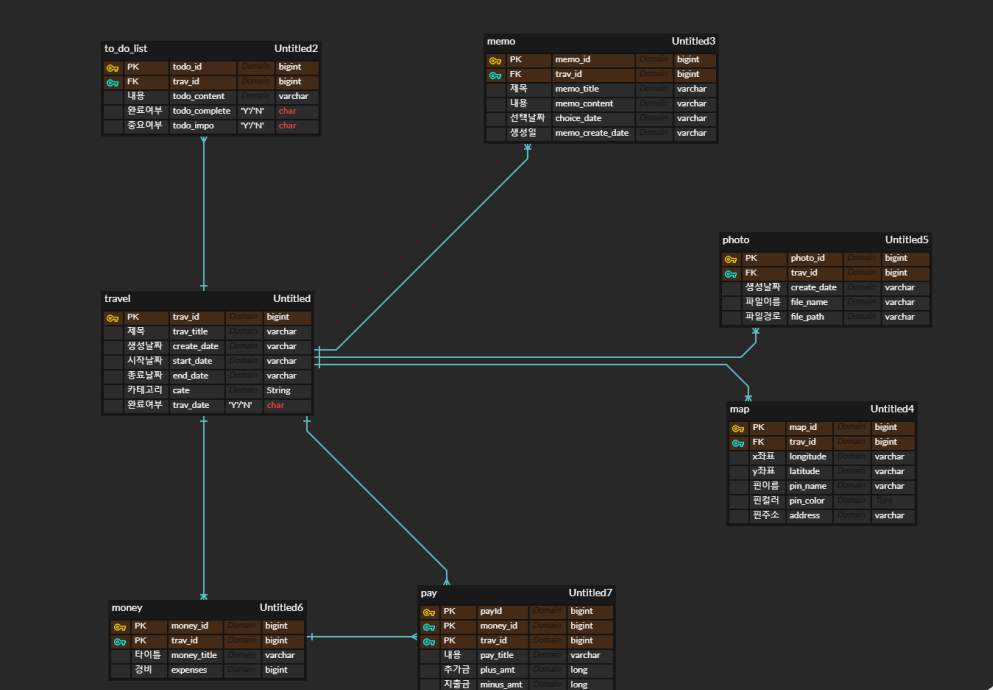 to_do_list Untitled2
PK todo_id Domain bigint
FK trav_id Domain bigint
내용 todo_content Domain varchar
완료여부 todo_complete 'Y'/'N' char
중요여부 todo_impo 'Y'/'N' char
memo Untitled3
PK memo_id Domain bigint
FK trav_id Domain bigint
제목 memo_title Domain varchar
내용 memo_content Domain varchar
선택날짜 choice_date Domain varchar
생성일 memo_create_date Domain varchar
photo Untitled5
PK photo_id Domain bigint
FK trav_id Domain bigint
생성날짜 create_date Domain varchar
파일이름 file_name Domain varchar
파일경로 file_path Domain varchar
travel Untitled
PK trav_id Domain bigint
제목 trav_title Domain varchar
생성날짜 create_date Domain varchar
시작날짜 start_date Domain varchar
종료날짜 end_date Domain varchar
카테고리 cate Domain String
완료여부 trav_date 'Y'/'N' char
map Untitled4
PK map_id Domain bigint
FK trav_id Domain bigint
x좌표 longitude Domain varchar
y좌표 latitude Domain varchar
핀이름 pin_name Domain varchar
핀컬러 pin_color Domain Type
핀주소 address Domain varchar
money Untitled6
PK money_id Domain bigint
PK trav_id Domain bigint
타이틀 money_title Domain varchar
경비 expenses Domain bigint
pay Untitled7
PK payId Domain bigint
PK money_id Domain bigint
PK trav_id Domain bigint
내용 pay_title Domain varchar
추가금 plus_amt Domain long
지출금 minus_amt Domain long